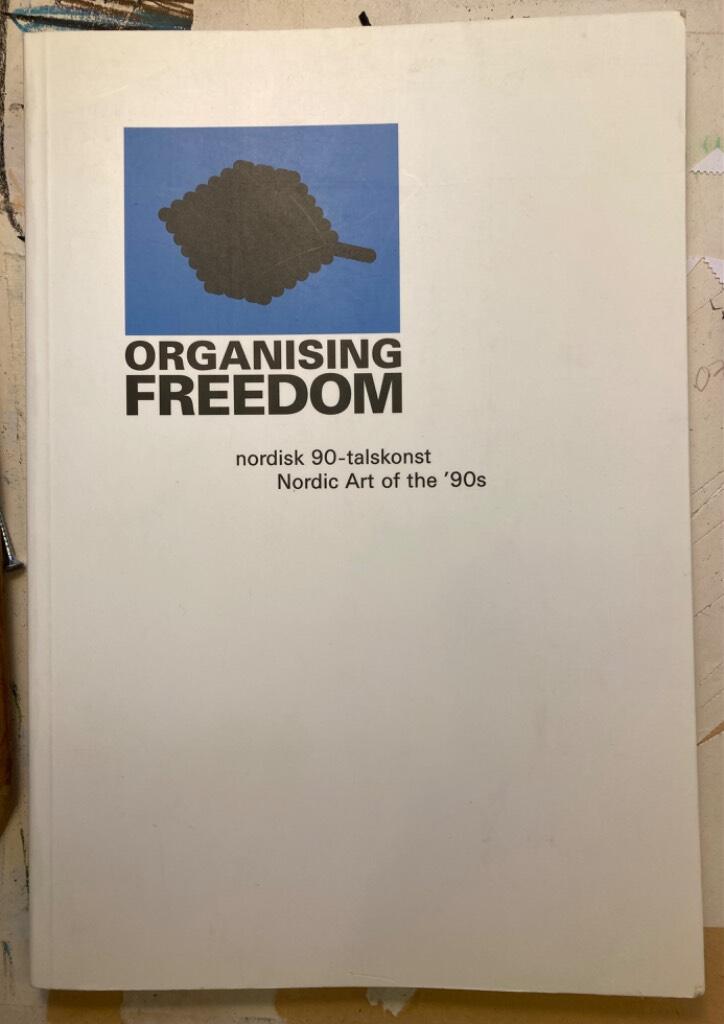 ORGANISING
FREEDOM
nordisk 90-talskonst
Nordic Art of the ’90s